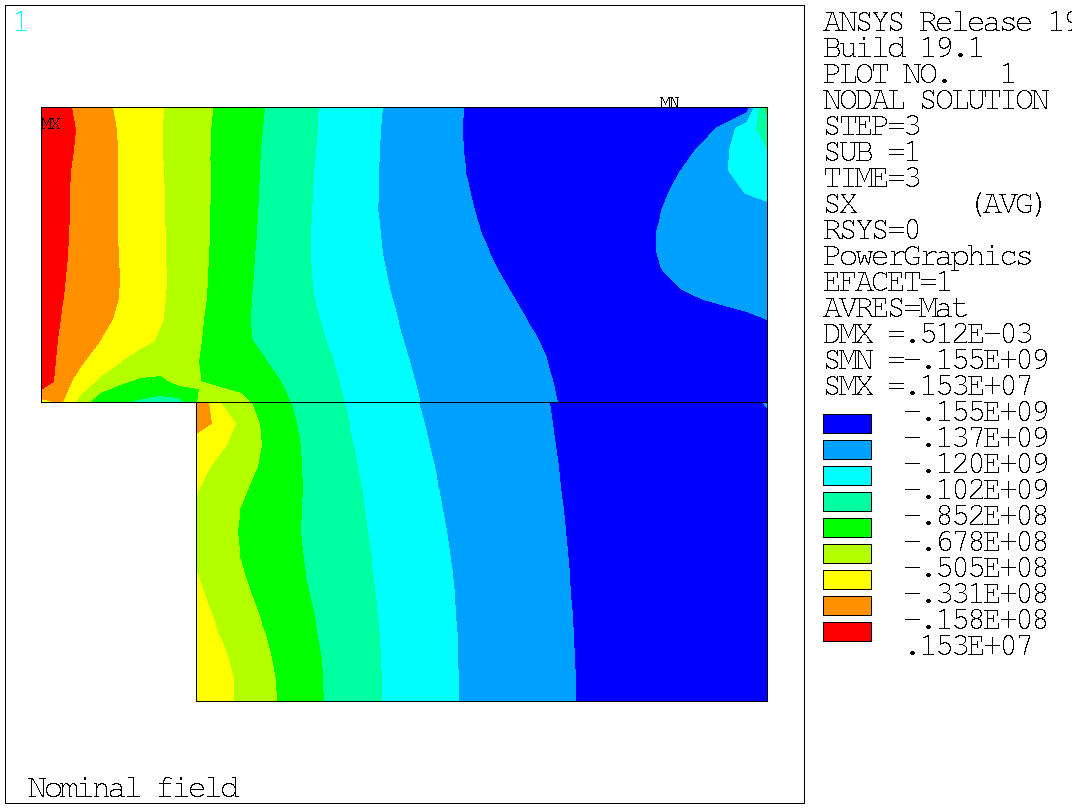 1
ANSYS Release 19
Build 19.1
PLOT NO. 1
NODAL SOLUTION
STEP=3
SUB =1
TIME=3
SX (AVG)
RSYS=0
PowerGraphics
EFACET=1
AVRES=Mat
DMX =.512E-03
SMN =-.155E+09
SMX =.153E+07
-.155E+09
-.137E+09
-.120E+09
-.102E+09
-.852E+08
-.678E+08
-.505E+08
-.331E+08
-.158E+08
.153E+07
MN
MX
Nominal field